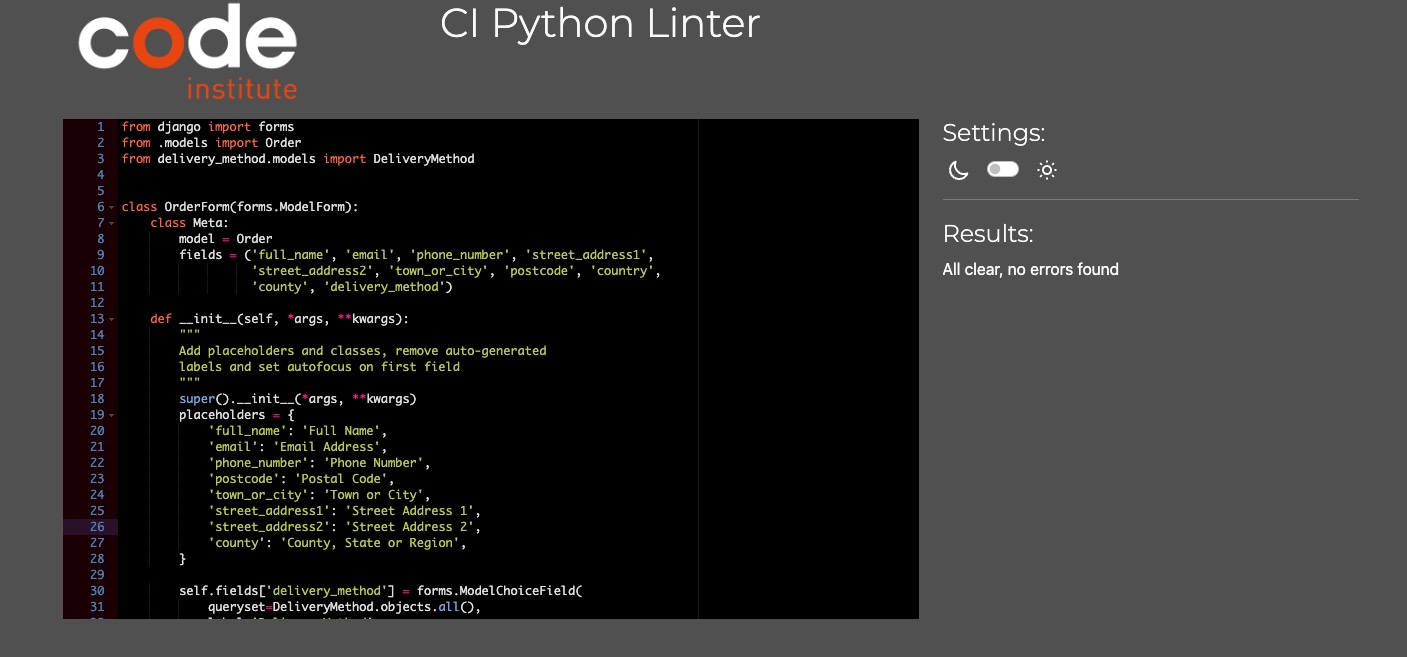 code
institute
CI Python Linter
1 from django import forms
2 from .models import Order
3 from delivery_method.models import DeliveryMethod
4
5
6 class OrderForm(forms.ModelForm):
7     class Meta:
8         model = Order
9         fields = ('full_name', 'email', 'phone_number', 'street_address1',
10                   'street_address2', 'town_or_city', 'postcode', 'country',
11                   'county', 'delivery_method')
12
13     def __init__(self, *args, **kwargs):
14         """
15         Add placeholders and classes, remove auto-generated
16         labels and set autofocus on first field
17         """
18         super().__init__(*args, **kwargs)
19         placeholders = {
20             'full_name': 'Full Name',
21             'email': 'Email Address',
22             'phone_number': 'Phone Number',
23             'postcode': 'Postal Code',
24             'town_or_city': 'Town or City',
25             'street_address1': 'Street Address 1',
26             'street_address2': 'Street Address 2',
27             'county': 'County, State or Region',
28         }
29
30         self.fields['delivery_method'] = forms.ModelChoiceField(
31             queryset=DeliveryMethod.objects.all(),
Settings:
Results:
All clear, no errors found